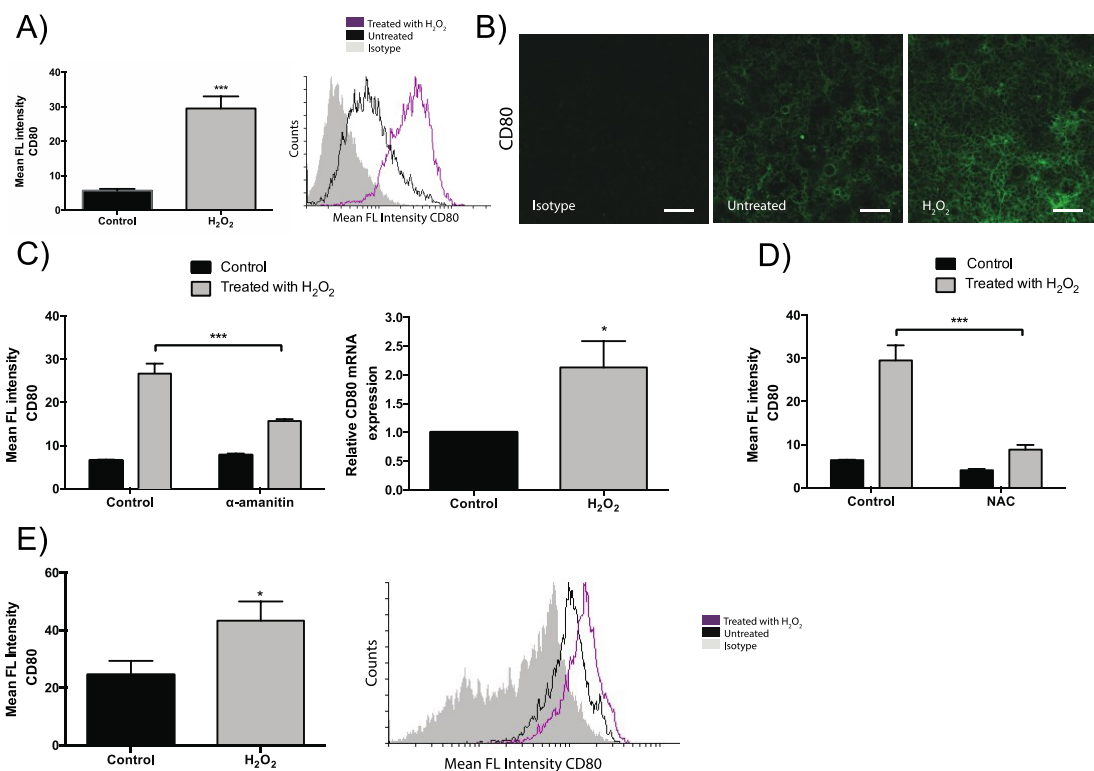 A)
Treated with H₂O₂
Untreated
Isotype
Mean FL intensity
CD80
40
30
20
10
0
***
Control
H₂O₂
Counts
Mean FL Intensity CD80
B)
CD80
Isotype
Untreated
H₂O₂
C)
Control
Treated with H₂O₂
Mean FL intensity
CD80
40
30
20
10
0
***
Control
α-amanitin
Relative CD80 mRNA
expression
3.0
2.5
2.0
1.5
1.0
0.5
0.0
*
Control
H₂O₂
D)
Control
Treated with H₂O₂
Mean FL intensity
CD80
40
30
20
10
0
***
Control
NAC
E)
Mean FL Intensity
CD80
60
40
20
0
*
Control
H₂O₂
Counts
Mean FL Intensity CD80
Treated with H₂O₂
Untreated
Isotype